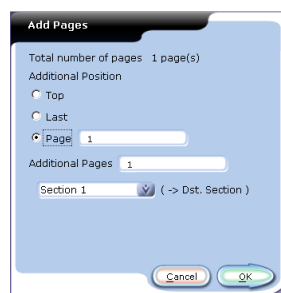 Add Pages
Total number of pages 1 page(s)
Additional Position
Top
Last
Page 1
Additional Pages 1
Section 1 ( -> Dst. Section )
Cancel OK